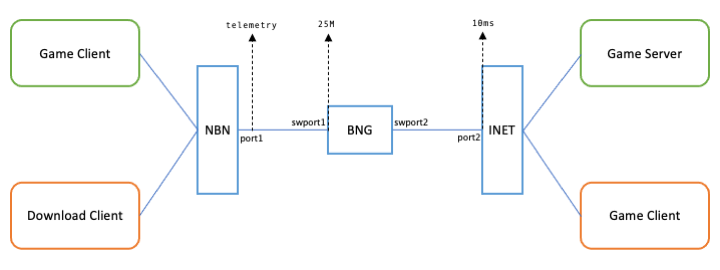 telemetry
25M
10ms
Game Client
Game Server
swport1
swport2
NBN
BNG
INET
port1
port2
Download Client
Game Client